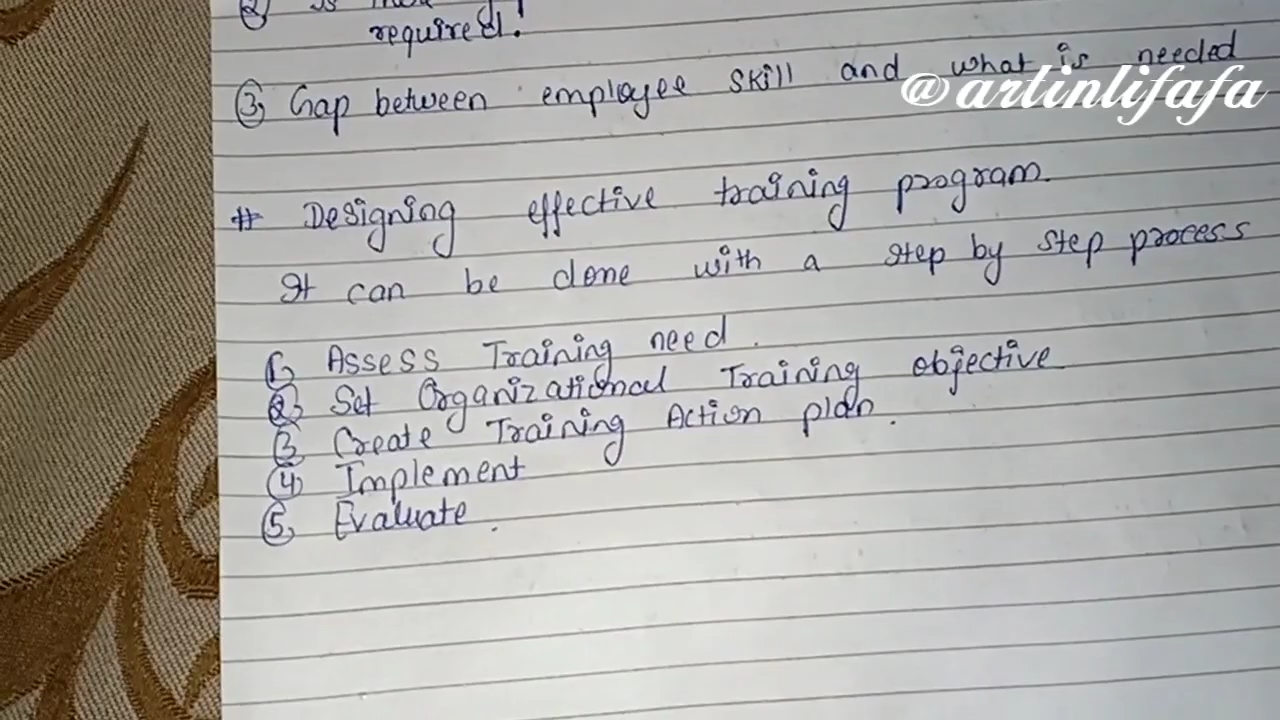 ② is
required!
③ Gap between employee skill and what is needed
@artinlifafa
# Designing effective training program.
It can be done with a step by step process
① Assess Training need.
② Set Organizational Training objective
③ Create Training Action plan.
④ Implement
⑤ Evaluate.